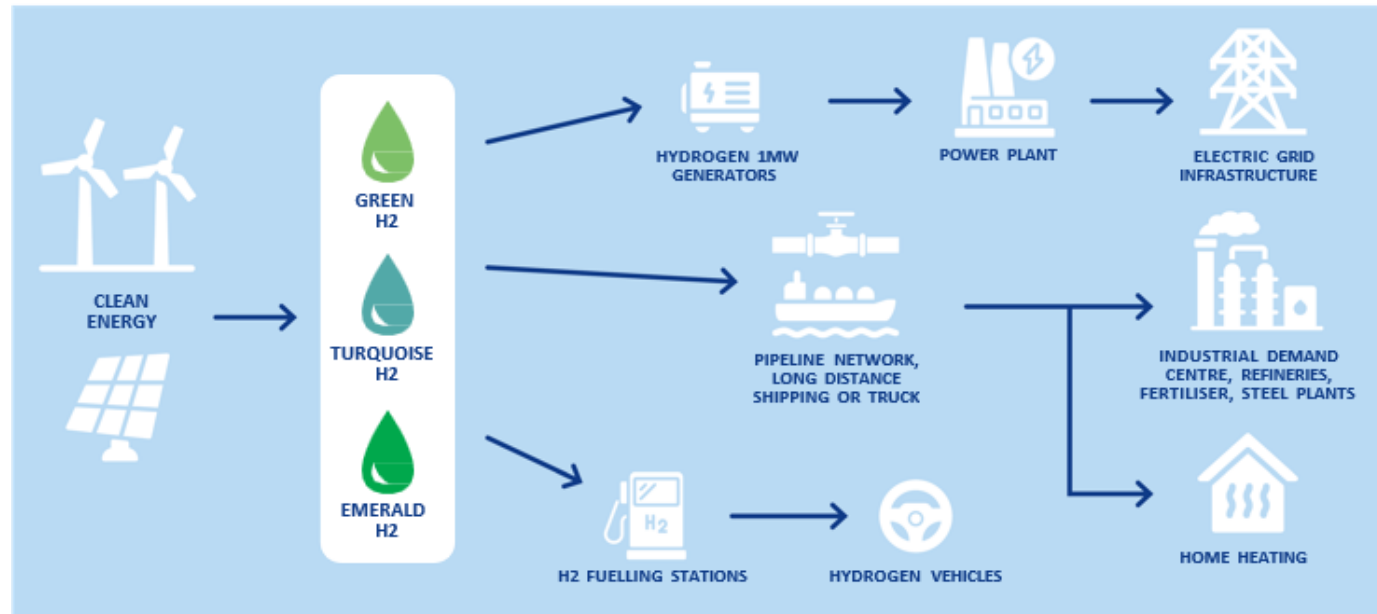 CLEAN
ENERGY
GREEN
H2
TURQUOISE
H2
EMERALD
H2
HYDROGEN 1MW
GENERATORS
POWER PLANT
ELECTRIC GRID
INFRASTRUCTURE
PIPELINE NETWORK,
LONG DISTANCE
SHIPPING OR TRUCK
INDUSTRIAL DEMAND
CENTRE, REFINERIES,
FERTILISER, STEEL PLANTS
H2
H2 FUELLING STATIONS
HYDROGEN VEHICLES
HOME HEATING